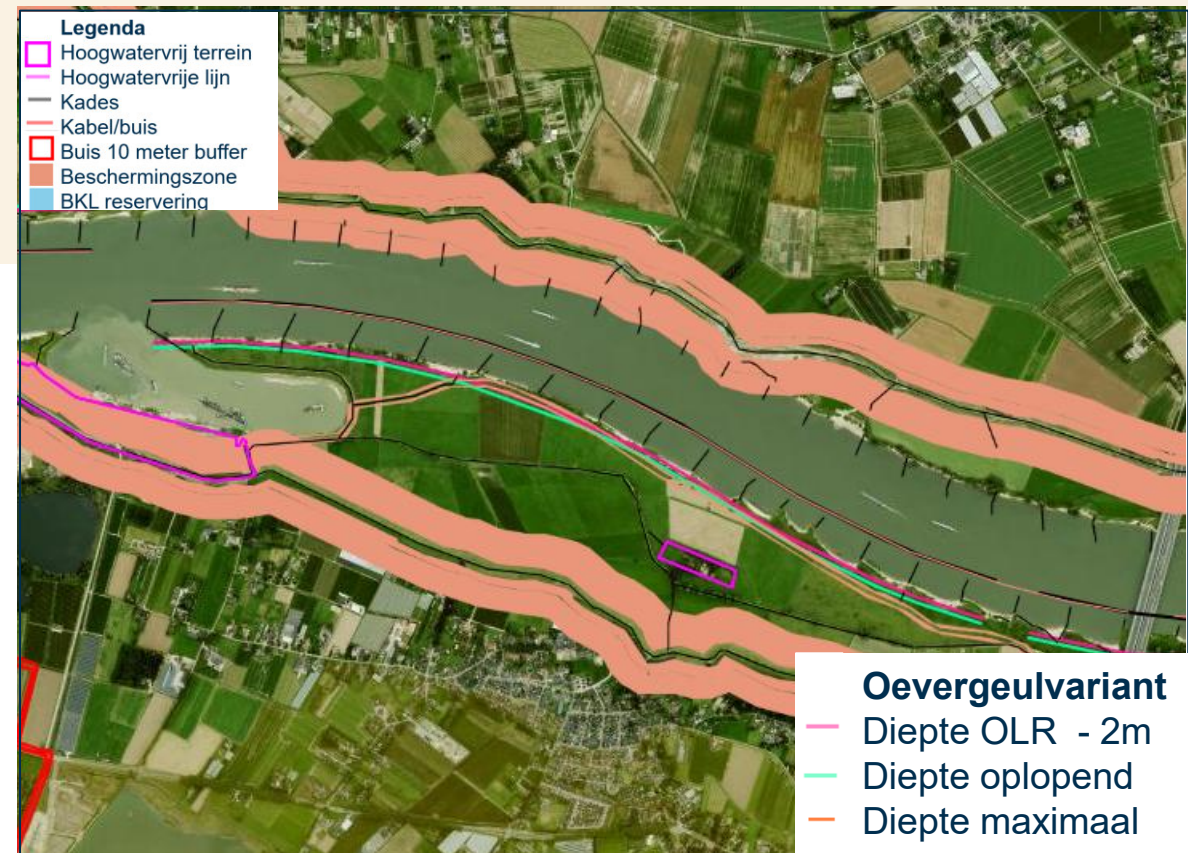 Legenda
Hoogwatervrij terrein
Hoogwatervrije lijn
Kades
Kabel/buis
Buis 10 meter buffer
Beschermingszone
BKL reservering
Oevergeulvariant
Diepte OLR - 2m
Diepte oplopend
Diepte maximaal